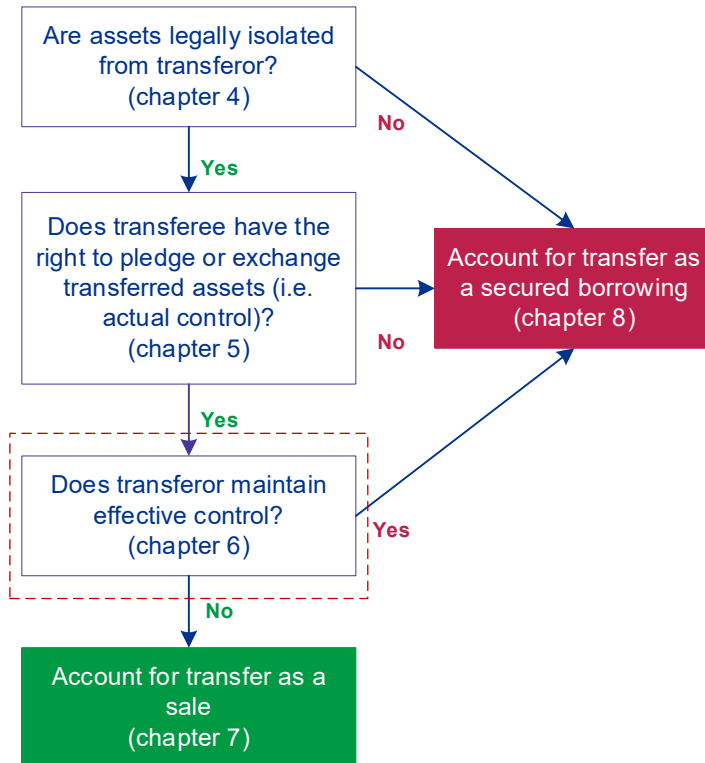 Are assets legally isolated
from transferor?
(chapter 4)
No
Yes
Does transferee have the
right to pledge or exchange
transferred assets (i.e.
actual control)?
(chapter 5)
Account for transfer as
a secured borrowing
(chapter 8)
No
Yes
Does transferor maintain
effective control?
(chapter 6)
Yes
No
Account for transfer as a
sale
(chapter 7)